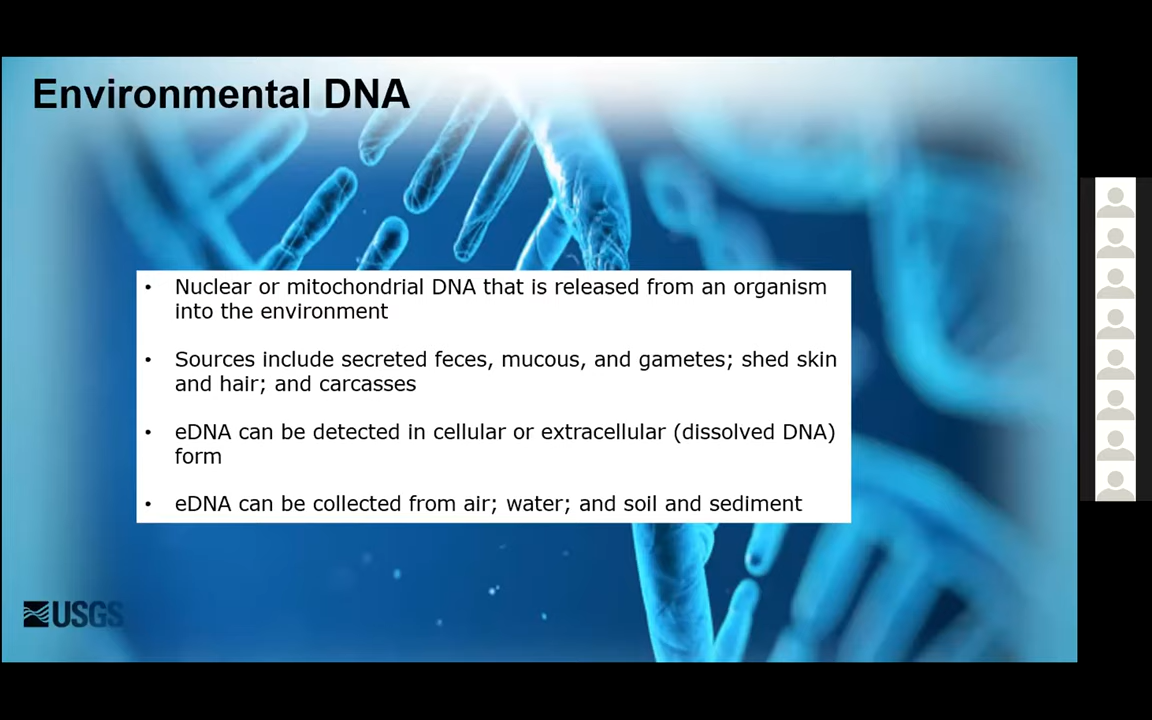 Environmental DNA
• Nuclear or mitochondrial DNA that is released from an organism
into the environment
• Sources include secreted feces, mucous, and gametes; shed skin
and hair; and carcasses
• eDNA can be detected in cellular or extracellular (dissolved DNA)
form
• eDNA can be collected from air; water; and soil and sediment
USGS